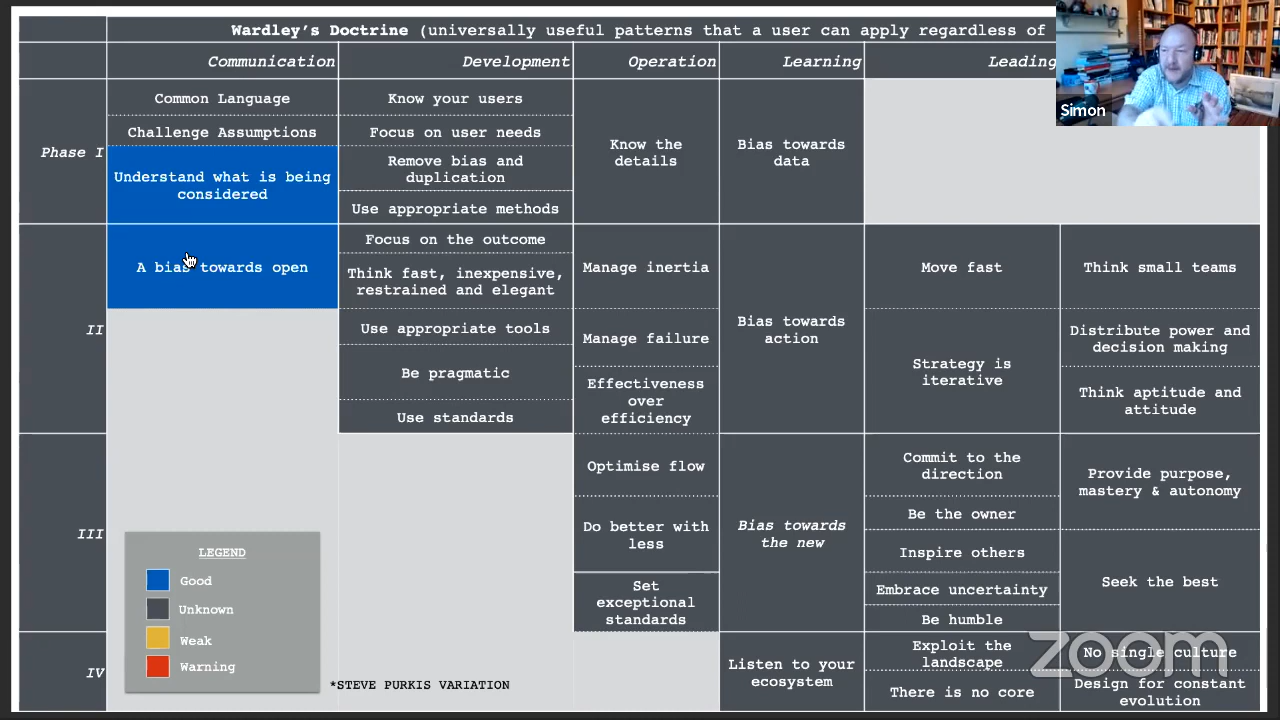 Wardley's Doctrine (universally useful patterns that a user can apply regardless of
Communication
Development
Operation
Learning
Leading
Simon
Phase I
Common Language
Challenge Assumptions
Understand what is being
considered
Know your users
Focus on user needs
Remove bias and
duplication
Use appropriate methods
Know the
details
Bias towards
data
II
A bias towards open
Focus on the outcome
Think fast, inexpensive,
restrained and elegant
Use appropriate tools
Be pragmatic
Use standards
Manage inertia
Manage failure
Effectiveness
over
efficiency
Bias towards
action
Move fast
Strategy is
iterative
Think small teams
Distribute power and
decision making
Think aptitude and
attitude
III
Optimise flow
Do better with
less
Set
exceptional
standards
Bias towards
the new
Commit to the
direction
Be the owner
Inspire others
Embrace uncertainty
Be humble
Provide purpose,
mastery & autonomy
Seek the best
IV
Listen to your
ecosystem
Exploit the
landscape
There is no core
No single culture
Design for constant
evolution
LEGEND
Good
Unknown
Weak
Warning
*STEVE PURKIS VARIATION
zoom